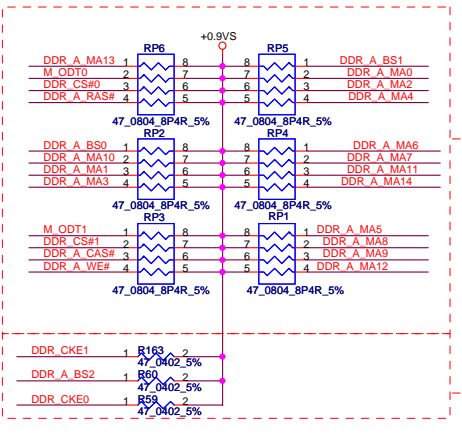 +0.9VS
RP6 RP5
DDR_A_MA13 1 8 8 1 DDR_A_BS1
M_ODT0 2 7 7 2 DDR_A_MA0
DDR_CS#0 3 6 6 3 DDR_A_MA2
DDR_A_RAS# 4 5 5 4 DDR_A_MA4
47_0804_8P4R_5% 47_0804_8P4R_5%
RP2 RP4
DDR_A_BS0 1 8 8 1 DDR_A_MA6
DDR_A_MA10 2 7 7 2 DDR_A_MA7
DDR_A_MA1 3 6 6 3 DDR_A_MA11
DDR_A_MA3 4 5 5 4 DDR_A_MA14
47_0804_8P4R_5% 47_0804_8P4R_5%
RP3 RP1
M_ODT1 1 8 8 1 DDR_A_MA5
DDR_CS#1 2 7 7 2 DDR_A_MA8
DDR_A_CAS# 3 6 6 3 DDR_A_MA9
DDR_A_WE# 4 5 5 4 DDR_A_MA12
47_0804_8P4R_5% 47_0804_8P4R_5%
DDR_CKE1 1 R163 2
47_0402_5%
DDR_A_BS2 1 R60 2
47_0402_5%
DDR_CKE0 1 R59 2
47_0402_5%